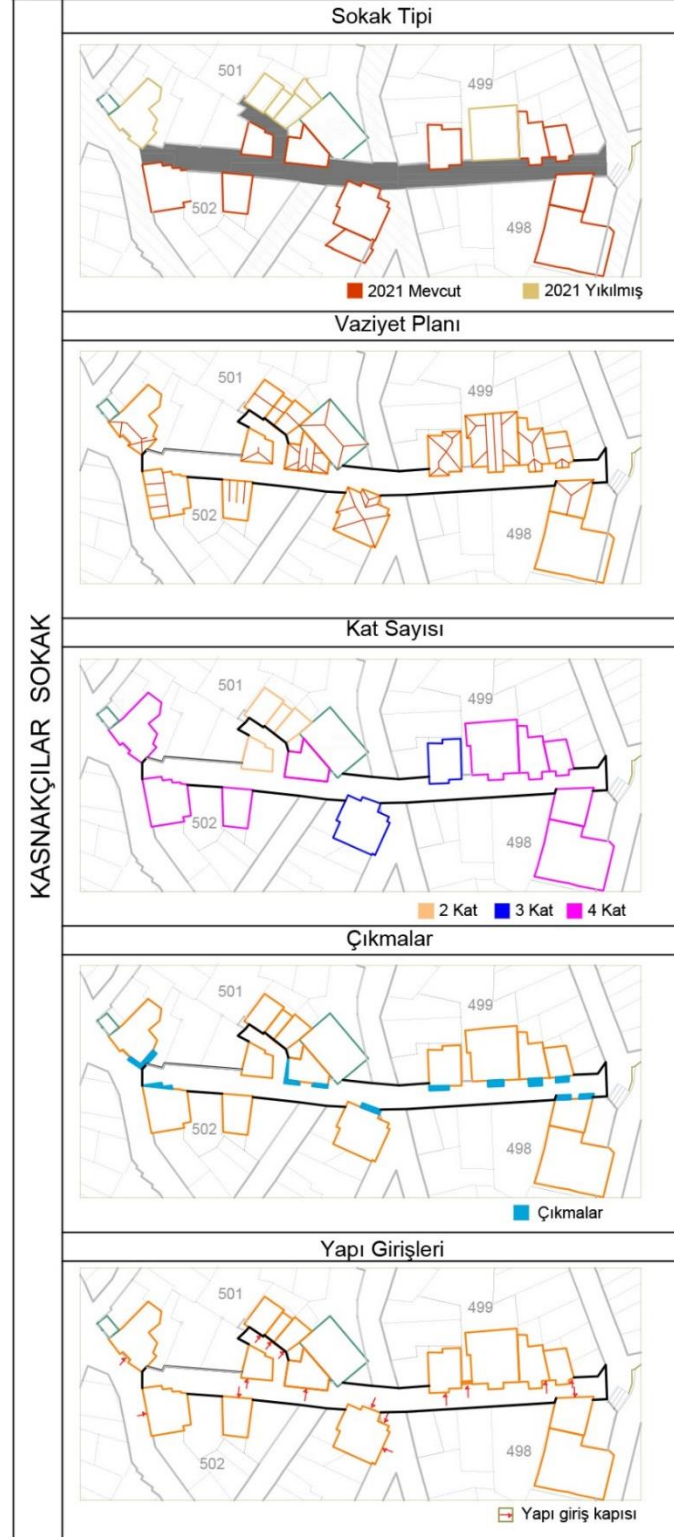 KASNAKÇILAR SOKAK
Sokak Tipi
501
499
502
498
2021 Mevcut
2021 Yıkılmış
Vaziyet Planı
501
499
502
498
Kat Sayısı
501
499
502
498
2 Kat
3 Kat
4 Kat
Çıkmalar
501
499
502
498
Çıkmalar
Yapı Girişleri
501
499
502
498
Yapı giriş kapısı